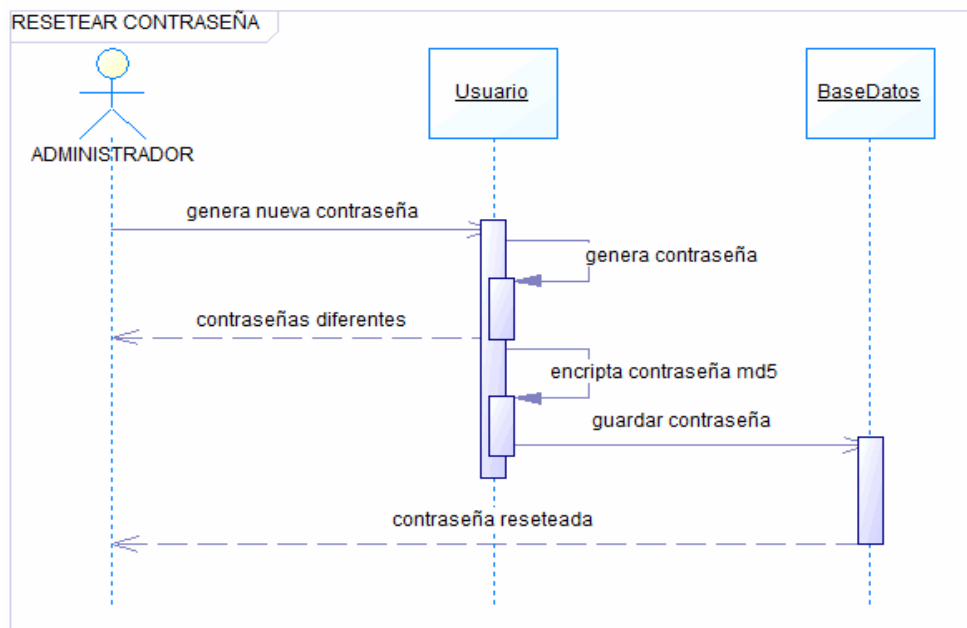 RESETEAR CONTRASEÑA
Usuario
BaseDatos
ADMINISTRADOR
genera nueva contraseña
genera contraseña
contraseñas diferentes
encripta contraseña md5
guardar contraseña
contraseña reseteada